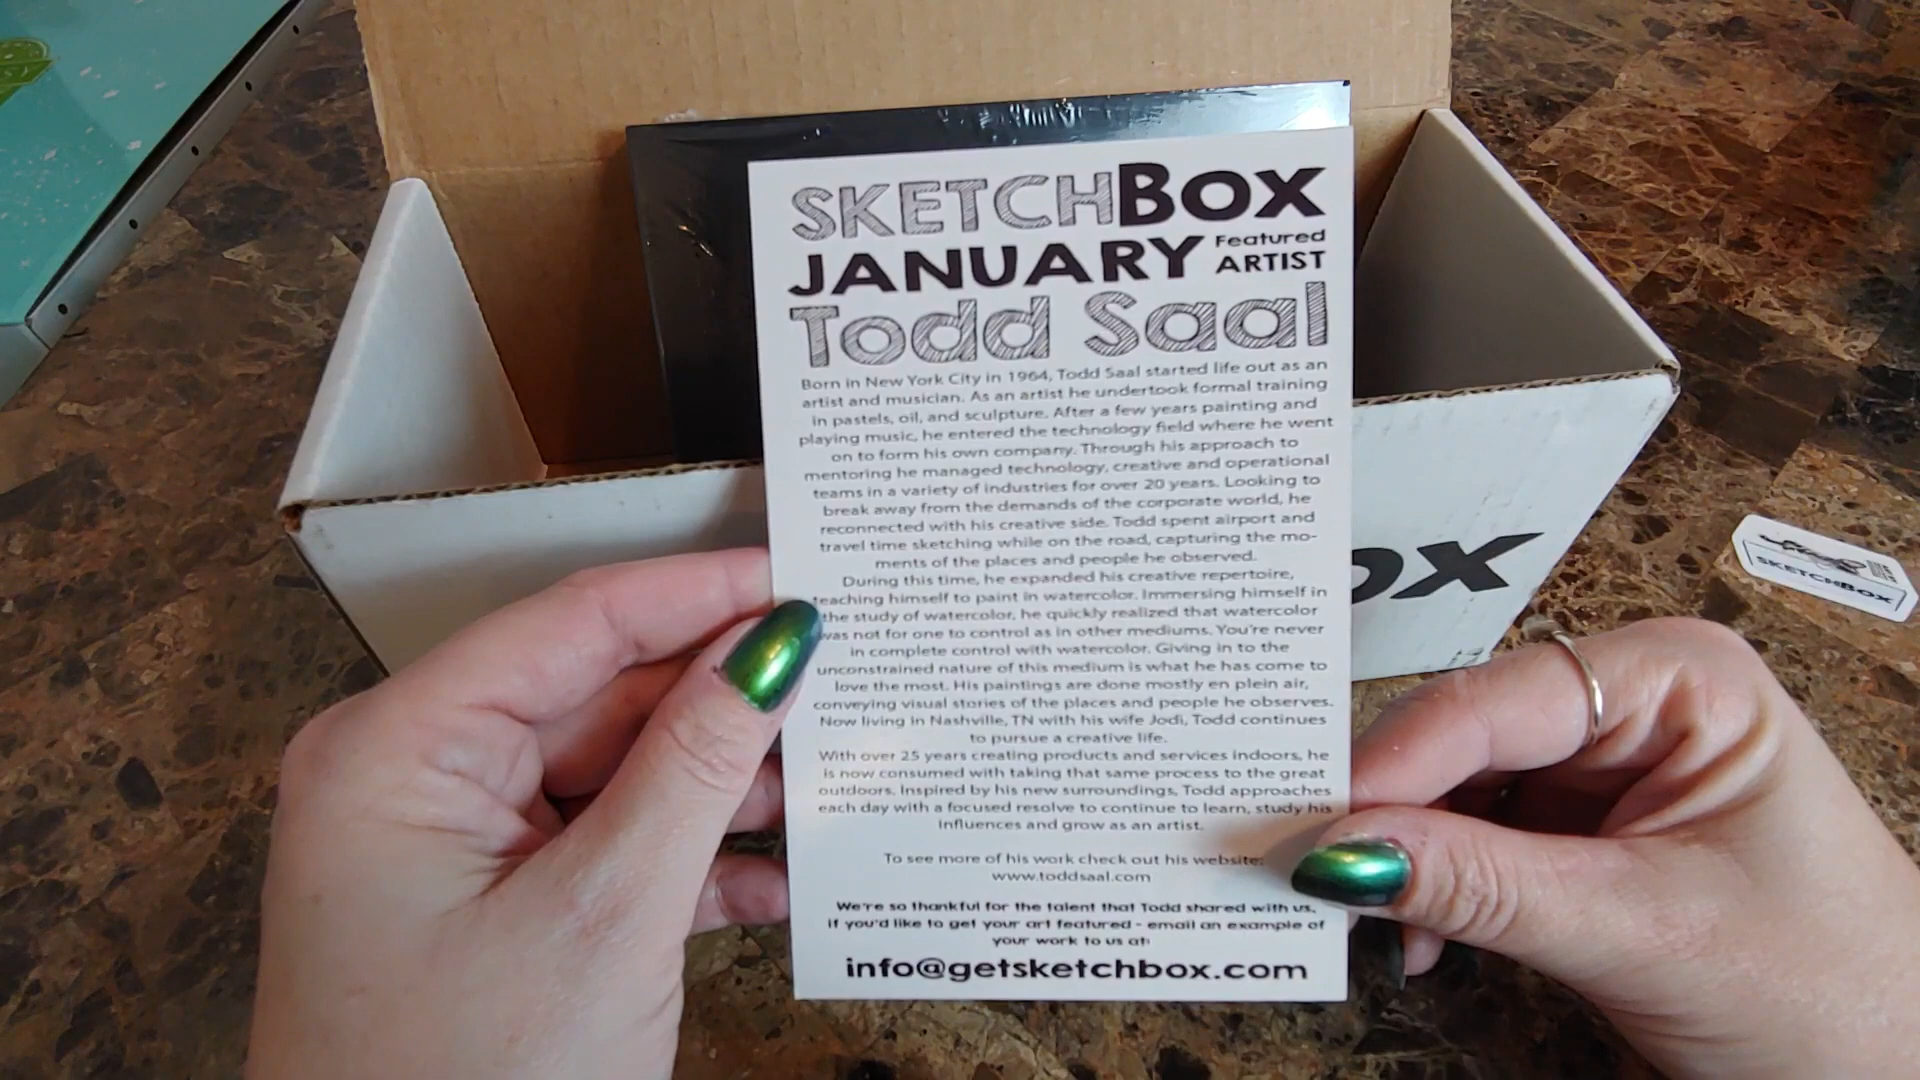 SKETCHBOX
JANUARY Featured ARTIST
Todd Saal
Born in New York City in 1964, Todd Saal started life out as an
artist and musician. As an artist he undertook formal training
in pastels, oil, and sculpture. After a few years painting and
playing music, he entered the technology field where he went
on to form his own company. Through his approach to
mentoring he managed technology, creative and operational
teams in a variety of industries for over 20 years. Looking to
break away from the demands of the corporate world, he
reconnected with his creative side. Todd spent airport and
travel time sketching while on the road, capturing the mo-
ments of the places and people he observed.
During this time, he expanded his creative repertoire,
teaching himself to paint in watercolor. Immersing himself in
the study of watercolor, he quickly realized that watercolor
was not for one to control as in other mediums. You're never
in complete control with watercolor. Giving in to the
unconstrained nature of this medium is what he has come to
love the most. His paintings are done mostly en plein air,
conveying visual stories of the places and people he observes.
Now living in Nashville, TN with his wife Jodi, Todd continues
to pursue a creative life.
With over 25 years creating products and services indoors, he
is now consumed with taking that same process to the great
outdoors. Inspired by his new surroundings, Todd approaches
each day with a focused resolve to continue to learn, study his
influences and grow as an artist.
To see more of his work check out his website:
www.toddsaal.com
We're so thankful for the talent that Todd shared with us.
if you'd like to get your art featured - email an example of
your work to us at:
info@getsketchbox.com
OX
SKETCHBOX